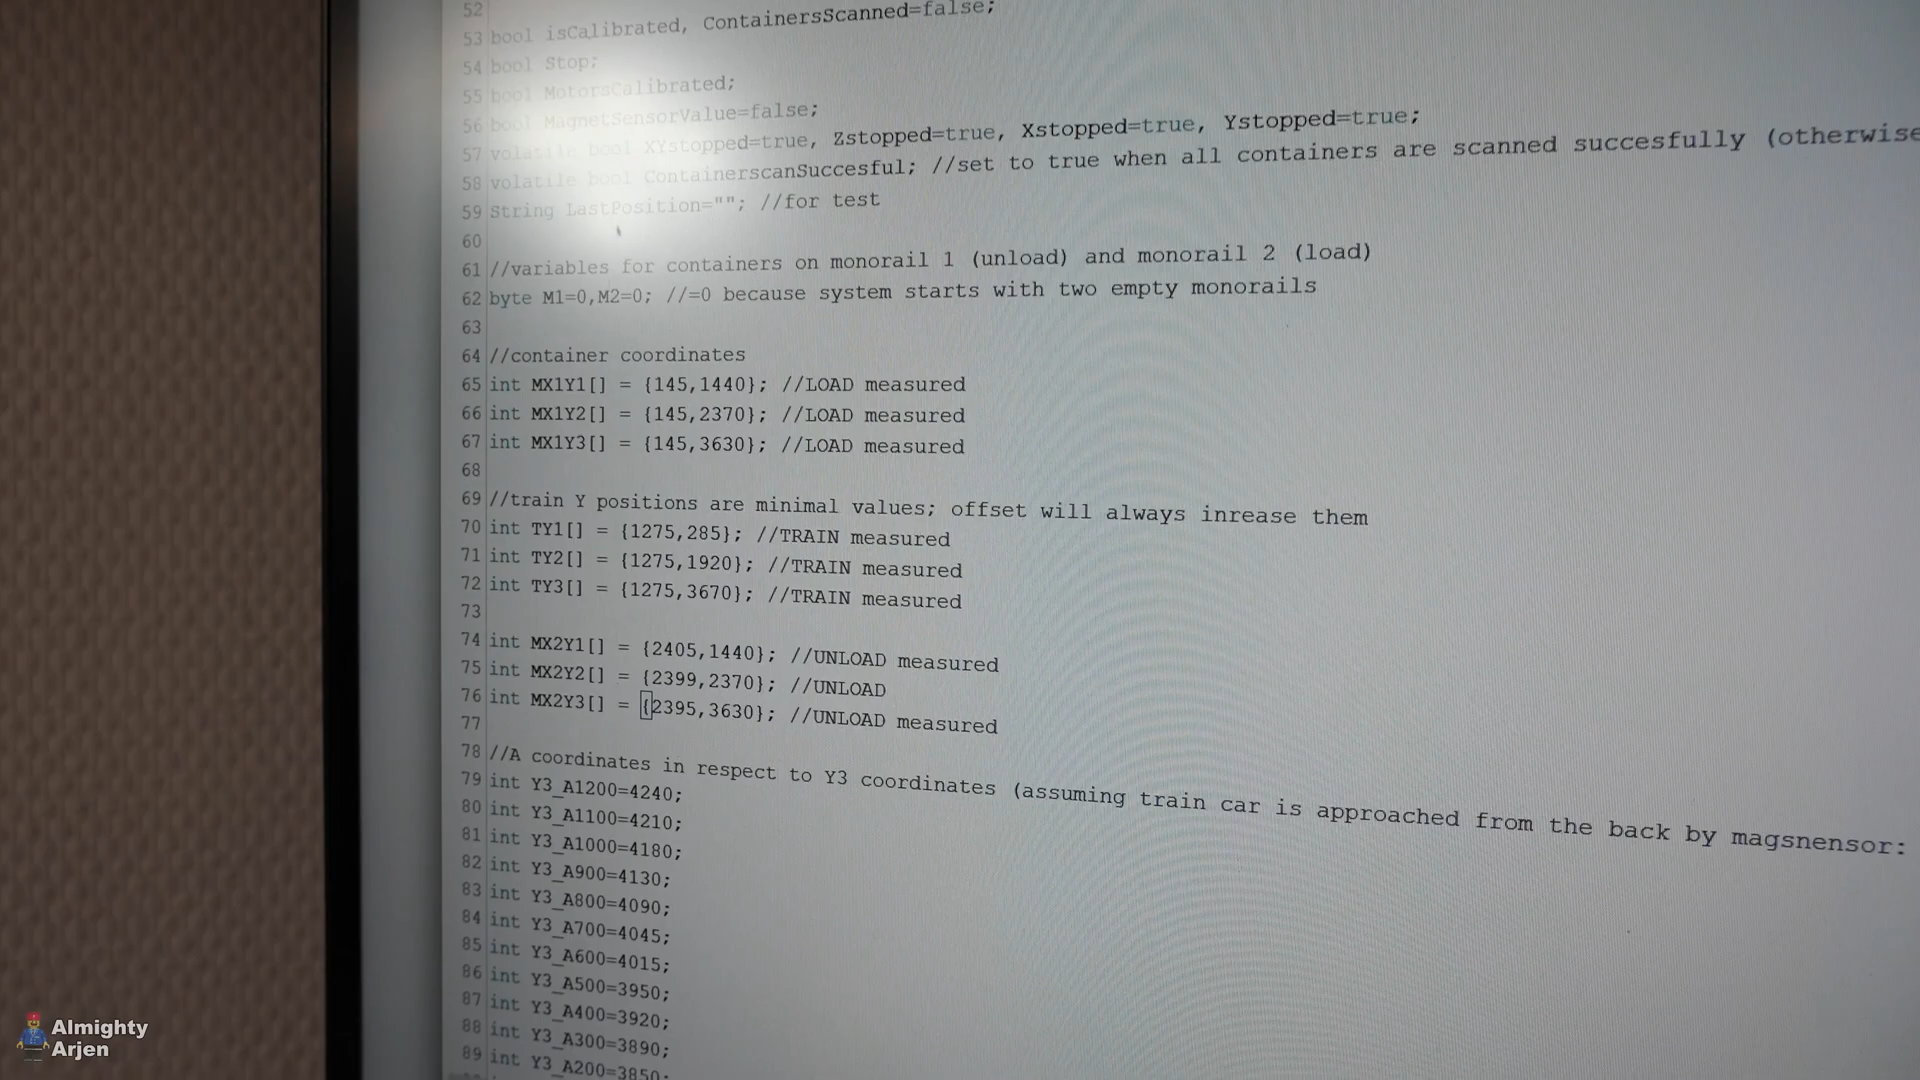 52
53 bool isCalibrated, ContainersScanned=false;
54 bool Stop;
55 bool MotorsCalibrated;
56 bool MagnetSensorValue=false;
57 volatile bool XYstopped=true, Zstopped=true, Xstopped=true, Ystopped=true;
58 volatile bool ContainerscanSuccesful; //set to true when all containers are scanned succesfully (otherwise
59 String LastPosition=""; //for test
60
61 //variables for containers on monorail 1 (unload) and monorail 2 (load)
62 byte M1=0,M2=0; //=0 because system starts with two empty monorails
63
64 //container coordinates
65 int MX1Y1[] = {145,1440}; //LOAD measured
66 int MX1Y2[] = {145,2370}; //LOAD measured
67 int MX1Y3[] = {145,3630}; //LOAD measured
68
69 //train Y positions are minimal values; offset will always inrease them
70 int TY1[] = {1275,285}; //TRAIN measured
71 int TY2[] = {1275,1920}; //TRAIN measured
72 int TY3[] = {1275,3670}; //TRAIN measured
73
74 int MX2Y1[] = {2405,1440}; //UNLOAD measured
75 int MX2Y2[] = {2399,2370}; //UNLOAD
76 int MX2Y3[] = {2395,3630}; //UNLOAD measured
77
78 //A coordinates in respect to Y3 coordinates (assuming train car is approached from the back by magsnensor:
79 int Y3_A1200=4240;
80 int Y3_A1100=4210;
81 int Y3_A1000=4180;
82 int Y3_A900=4130;
83 int Y3_A800=4090;
84 int Y3_A700=4045;
85 int Y3_A600=4015;
86 int Y3_A500=3950;
87 int Y3_A400=3920;
88 int Y3_A300=3890;
89 int Y3_A200=3850;
Almighty
Arjen